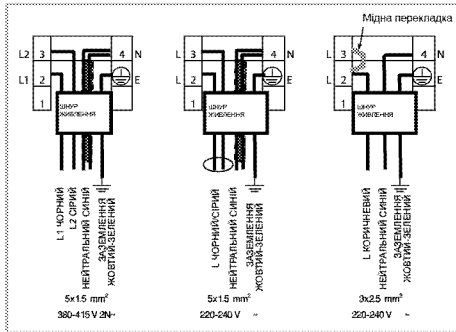 Мідна перекладка
L2 3 4 N
L1 2 E
1
ШНУР ЖИВЛЕННЯ
L1 ЧОРНИЙ
L2 СІРИЙ
НЕЙТРАЛЬНИЙ СИНІЙ
ЗАЗЕМЛЕННЯ
ЖОВТИЙ-ЗЕЛЕНИЙ
5x1.5 mm²
380-415 V 2N~
L 3 4 N
L 2 E
1
ШНУР ЖИВЛЕННЯ
L ЧОРНИЙ/СІРИЙ
НЕЙТРАЛЬНИЙ СИНІЙ
ЗАЗЕМЛЕННЯ
ЖОВТИЙ-ЗЕЛЕНИЙ
5x1.5 mm²
220-240 V ~
L 3 4 N
L 2 E
1
ШНУР ЖИВЛЕННЯ
L КОРИЧНЕВИЙ
НЕЙТРАЛЬНИЙ СИНІЙ
ЗАЗЕМЛЕННЯ
ЖОВТИЙ-ЗЕЛЕНИЙ
3x2.5 mm²
220-240 V ~